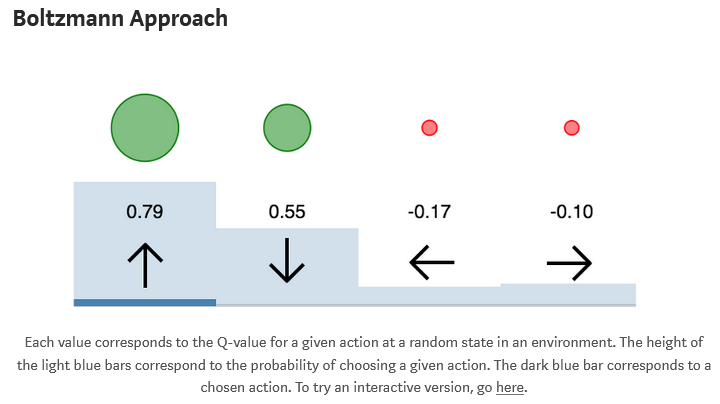 Boltzmann Approach
0.79 0.55 -0.17 -0.10
Each value corresponds to the Q-value for a given action at a random state in an environment. The height of
the light blue bars correspond to the probability of choosing a given action. The dark blue bar corresponds to a
chosen action. To try an interactive version, go here.